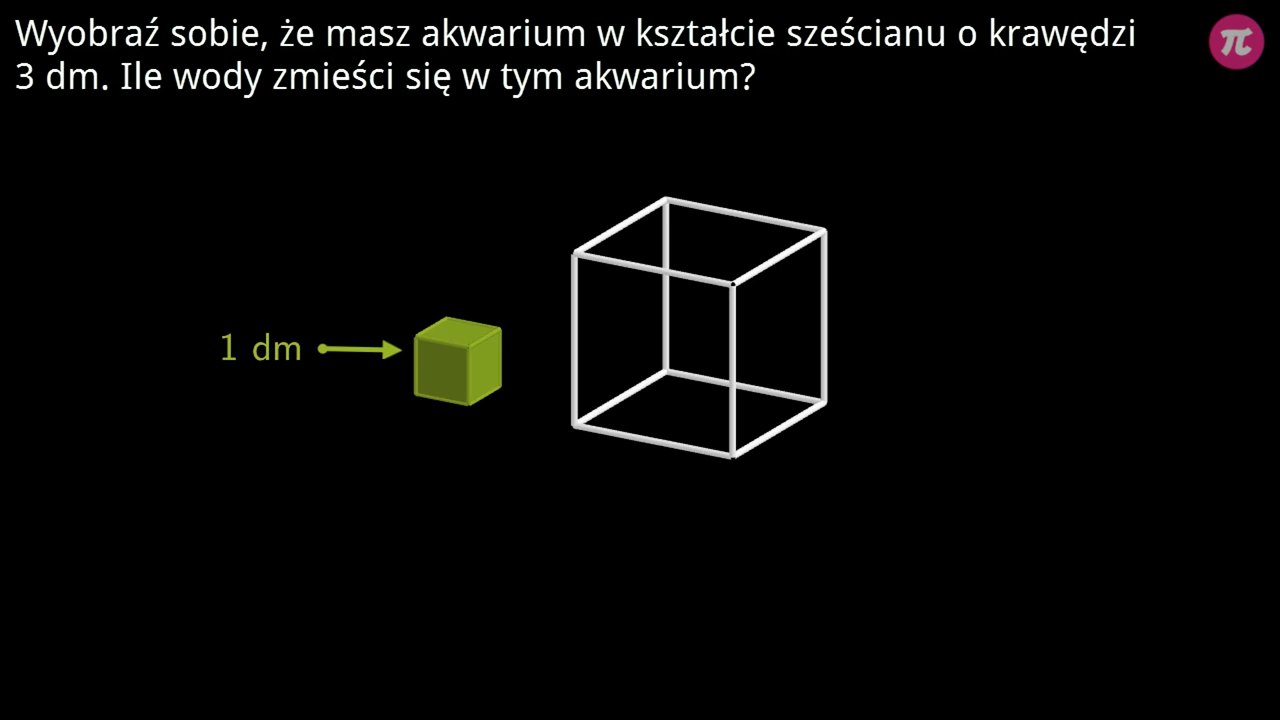 Wyobraź sobie, że masz akwarium w kształcie sześcianu o krawędzi
3 dm. Ile wody zmieści się w tym akwarium?
π
1 dm